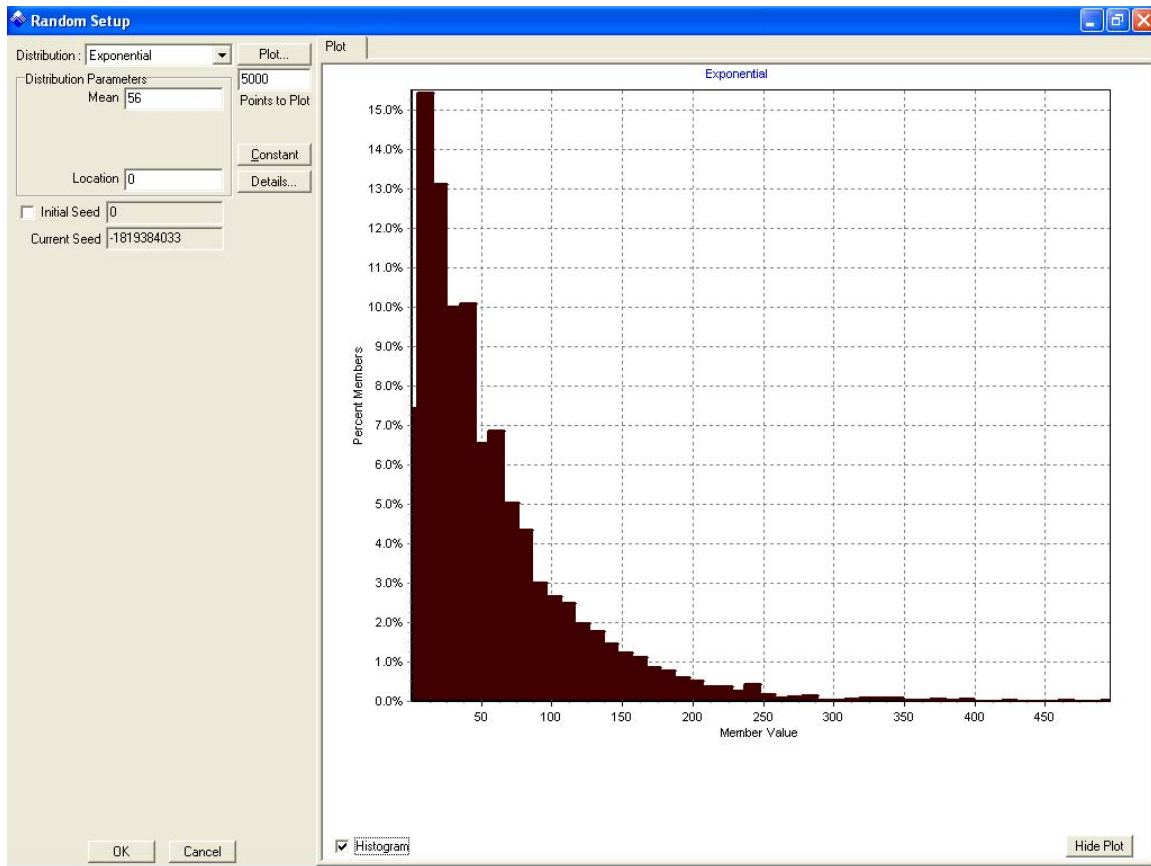 Random Setup
Distribution : Exponential
Plot...
Distribution Parameters
Mean 56
5000
Points to Plot
Constant
Location 0
Details...
Initial Seed 0
Current Seed -1819384033
OK
Cancel
Plot
Exponential
15.0%
14.0%
13.0%
12.0%
11.0%
10.0%
9.0%
8.0%
7.0%
6.0%
5.0%
4.0%
3.0%
2.0%
1.0%
0.0%
Percent Members
50 100 150 200 250 300 350 400 450
Member Value
Histogram
Hide Plot